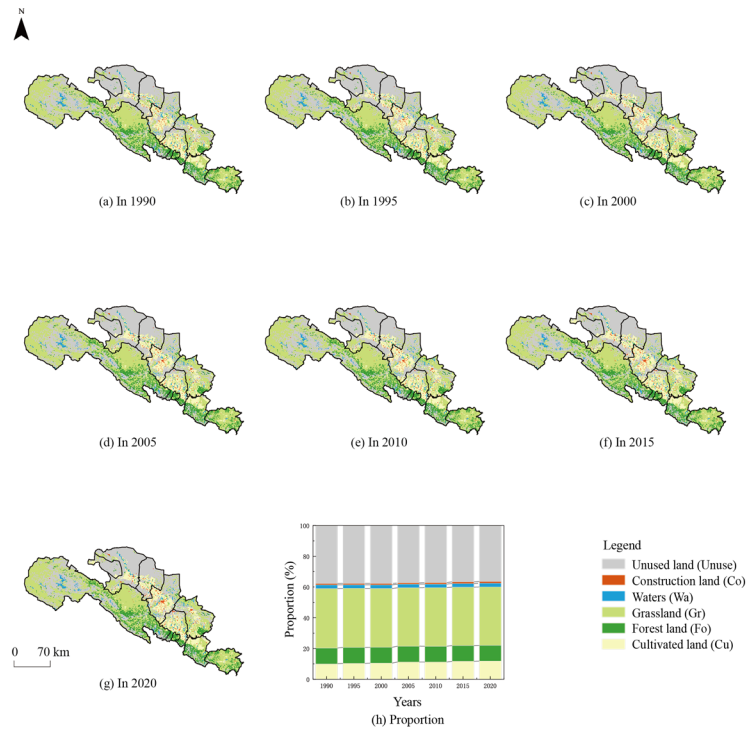 N
(a) In 1990
(b) In 1995
(c) In 2000
(d) In 2005
(e) In 2010
(f) In 2015
0 70 km
(g) In 2020
Proportion (%)
100
80
60
40
20
0
1990 1995 2000 2005 2010 2015 2020
Years
(h) Proportion
Legend
Unused land (Unuse)
Construction land (Co)
Waters (Wa)
Grassland (Gr)
Forest land (Fo)
Cultivated land (Cu)